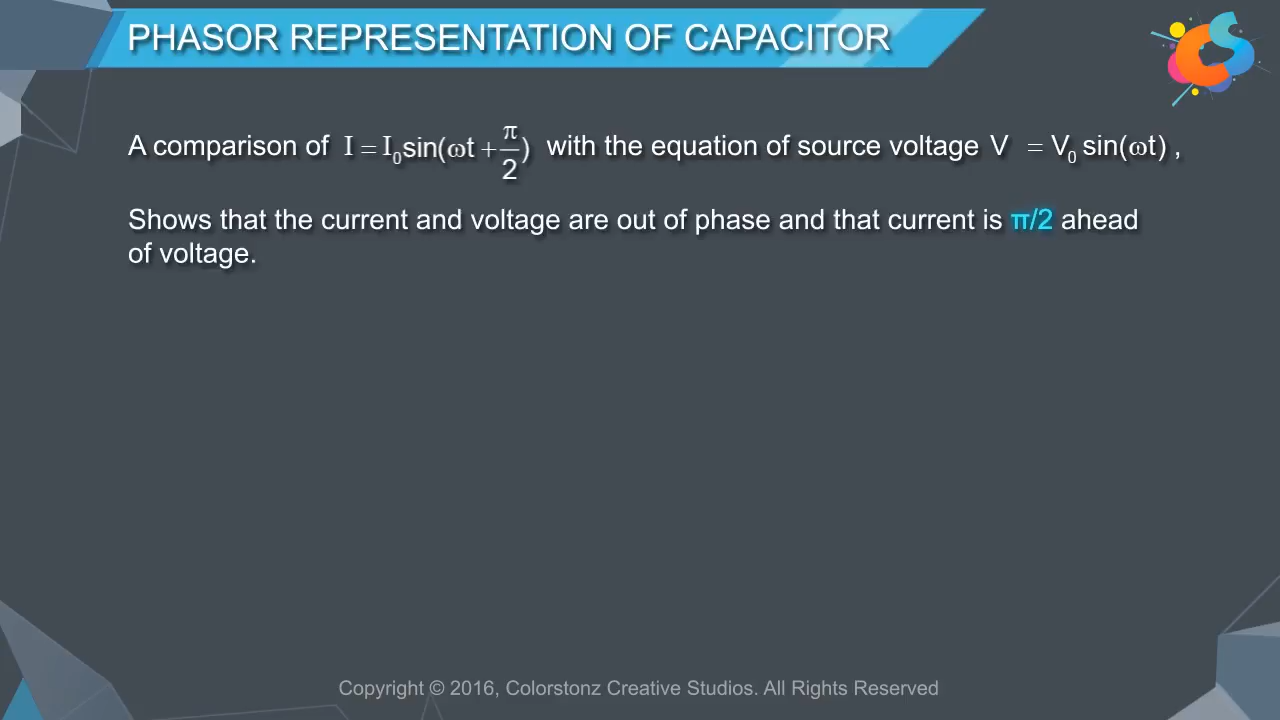 PHASOR REPRESENTATION OF CAPACITOR
A comparison of I = I₀sin(ωt + π/2) with the equation of source voltage V = V₀ sin(ωt) ,
Shows that the current and voltage are out of phase and that current is π/2 ahead
of voltage.
Copyright © 2016, Colorstonz Creative Studios. All Rights Reserved